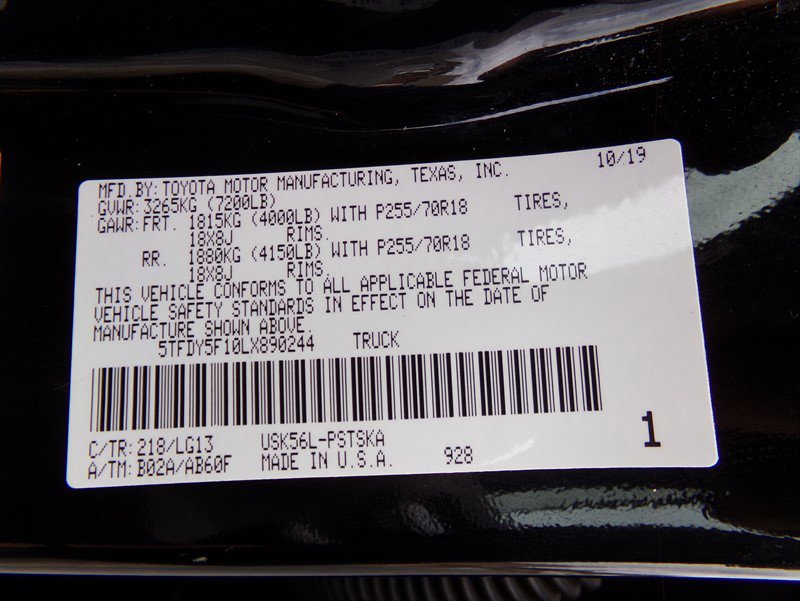 10/19
MFD.BY: TOYOTA MOTOR MANUFACTURING, TEXAS, INC.
GVWR: 3265KG (7200LB)
GAWR: FRT. 1815KG (4000LB) WITH P255/70R18 TIRES,
18X8J RIMS,
RR. 1880KG (4150LB) WITH P255/70R18 TIRES,
18X8J RIMS,
THIS VEHICLE CONFORMS TO ALL APPLICABLE FEDERAL MOTOR
VEHICLE SAFETY STANDARDS IN EFFECT ON THE DATE OF
MANUFACTURE SHOWN ABOVE.
5TFDY5F10LX890244 TRUCK
C/TR: 218/LG13 USK56L-PSTSKA
A/TM: B02A/AB60F MADE IN U.S.A. 928
1